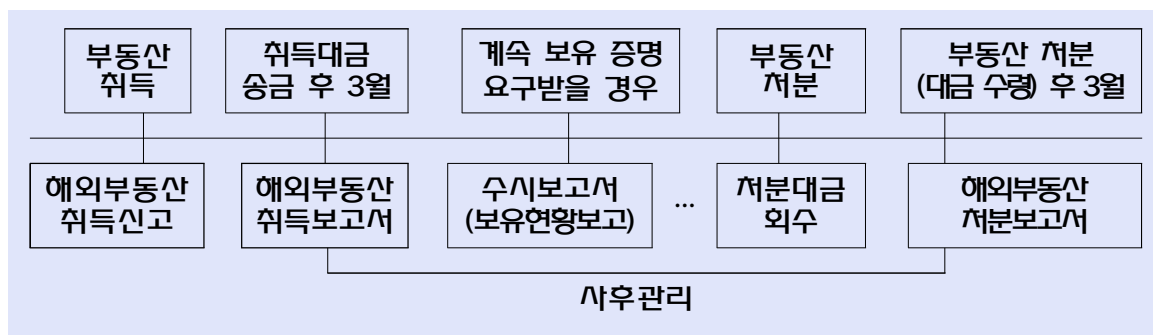 부동산
취득
취득대금
송금 후 3월
계속 보유 증명
요구받을 경우
부동산
처분
부동산 처분
(대금 수령) 후 3월
해외부동산
취득신고
해외부동산
취득보고서
수시보고서
(보유현황보고)
...
처분대금
회수
해외부동산
처분보고서
사후관리